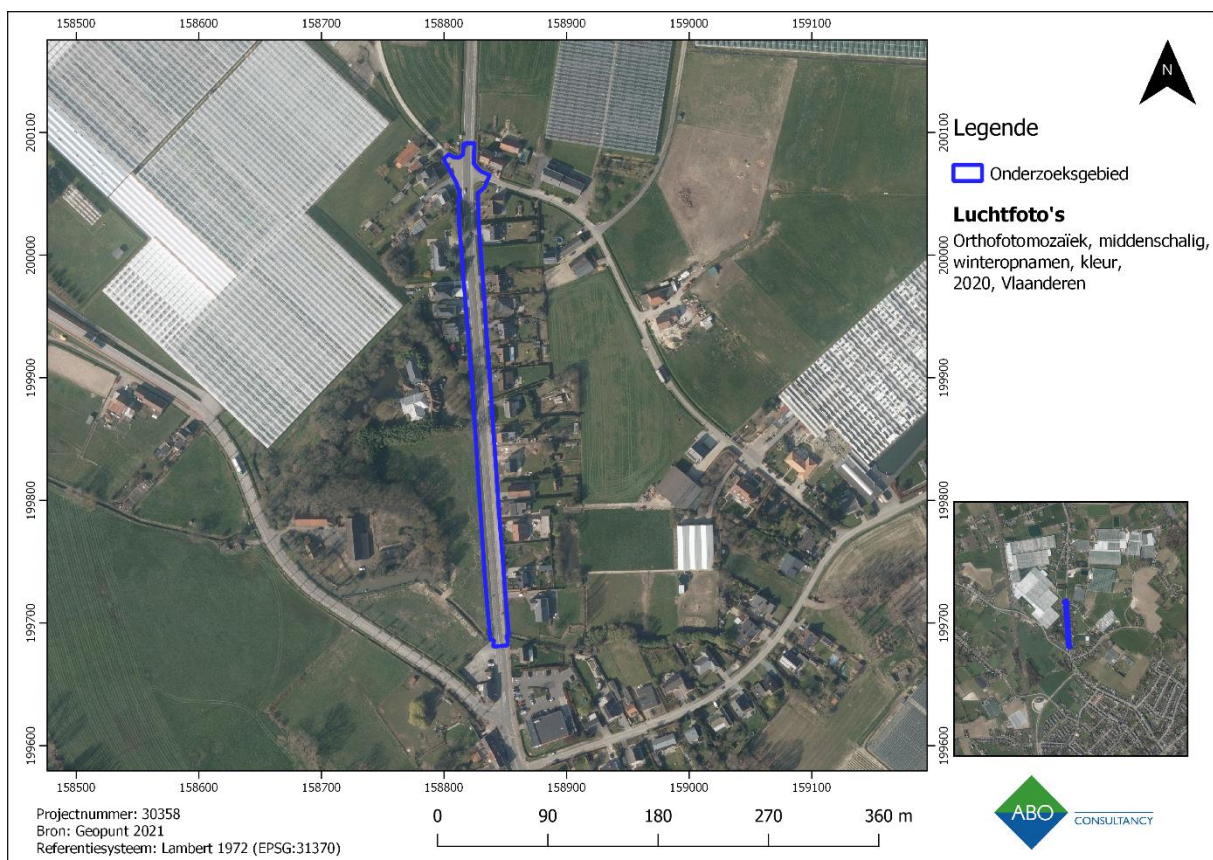 158500 158600 158700 158800 158900 159000 159100
200100 200100
200000 200000
199900 199900
199800 199800
199700 199700
199600 199600
158500 158600 158700 158800 158900 159000 159100
N
Legende
Onderzoeksgebied
Luchtfoto's
Orthofotomozaïek, middenschalig,
winteropnamen, kleur,
2020, Vlaanderen
Projectnummer: 30358
Bron: Geopunt 2021
Referentiesysteem: Lambert 1972 (EPSG:31370)
0 90 180 270 360 m
ABO
CONSULTANCY